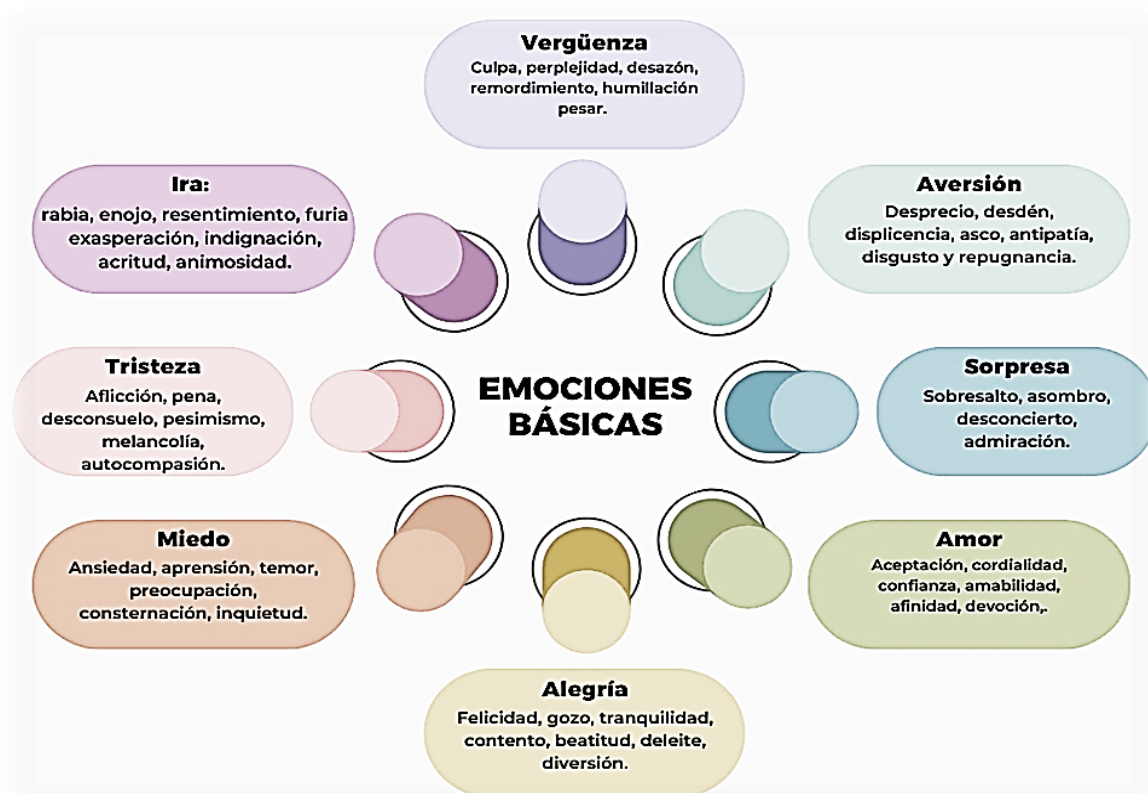 Vergüenza
Culpa, perplejidad, desazón,
remordimiento, humillación
pesar.
Ira:
rabia, enojo, resentimiento, furia
exasperación, indignación,
acritud, animosidad.
Aversión
Desprecio, desdén,
displicencia, asco, antipatía,
disgusto y repugnancia.
Tristeza
Aflicción, pena,
desconsuelo, pesimismo,
melancolía,
autocompasión.
EMOCIONES
BÁSICAS
Sorpresa
Sobresalto, asombro,
desconcierto,
admiración.
Miedo
Ansiedad, aprensión, temor,
preocupación,
consternación, inquietud.
Amor
Aceptación, cordialidad,
confianza, amabilidad,
afinidad, devoción,.
Alegría
Felicidad, gozo, tranquilidad,
contento, beatitud, deleite,
diversión.